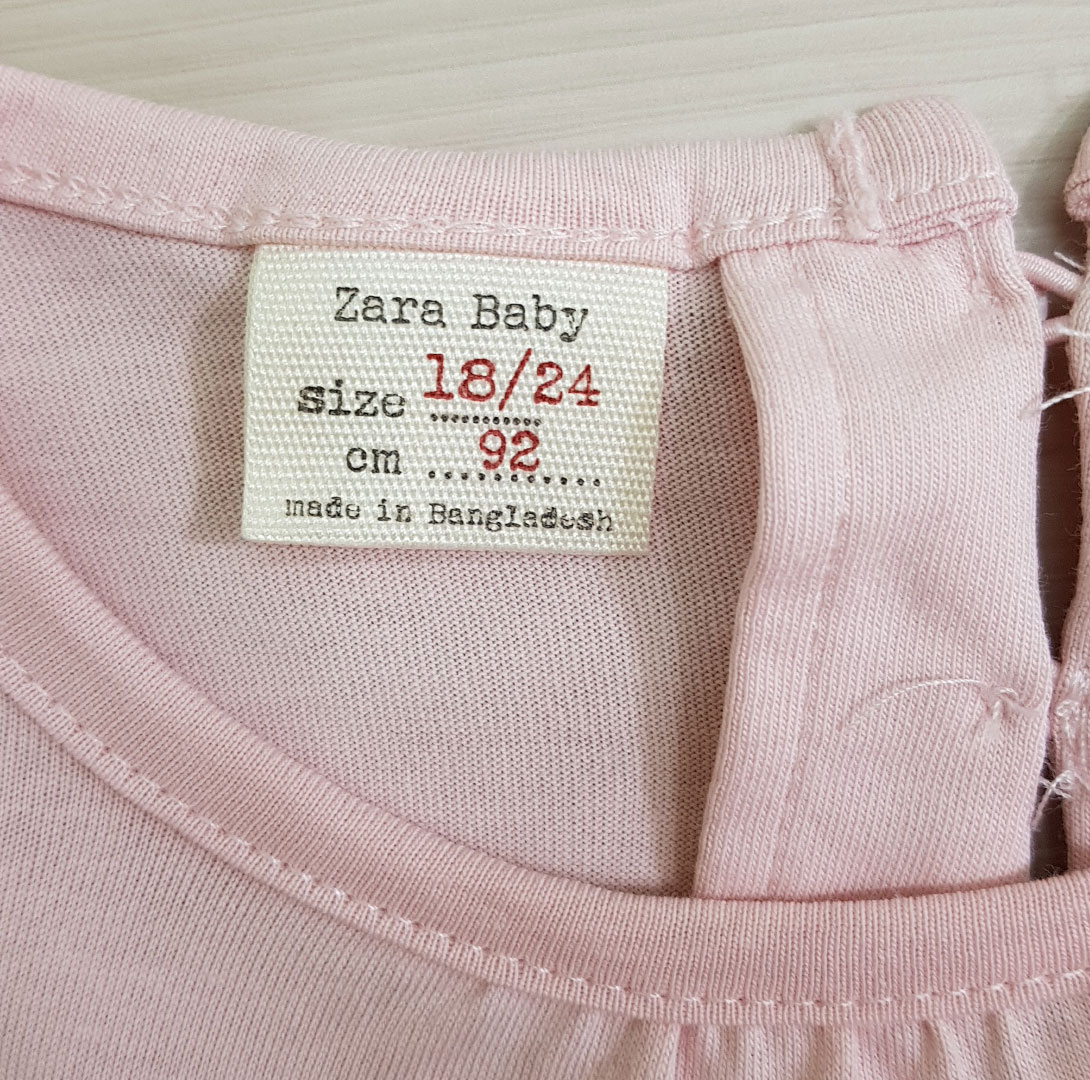 Zara Baby
size 18/24
cm 92
made in Bangladesh